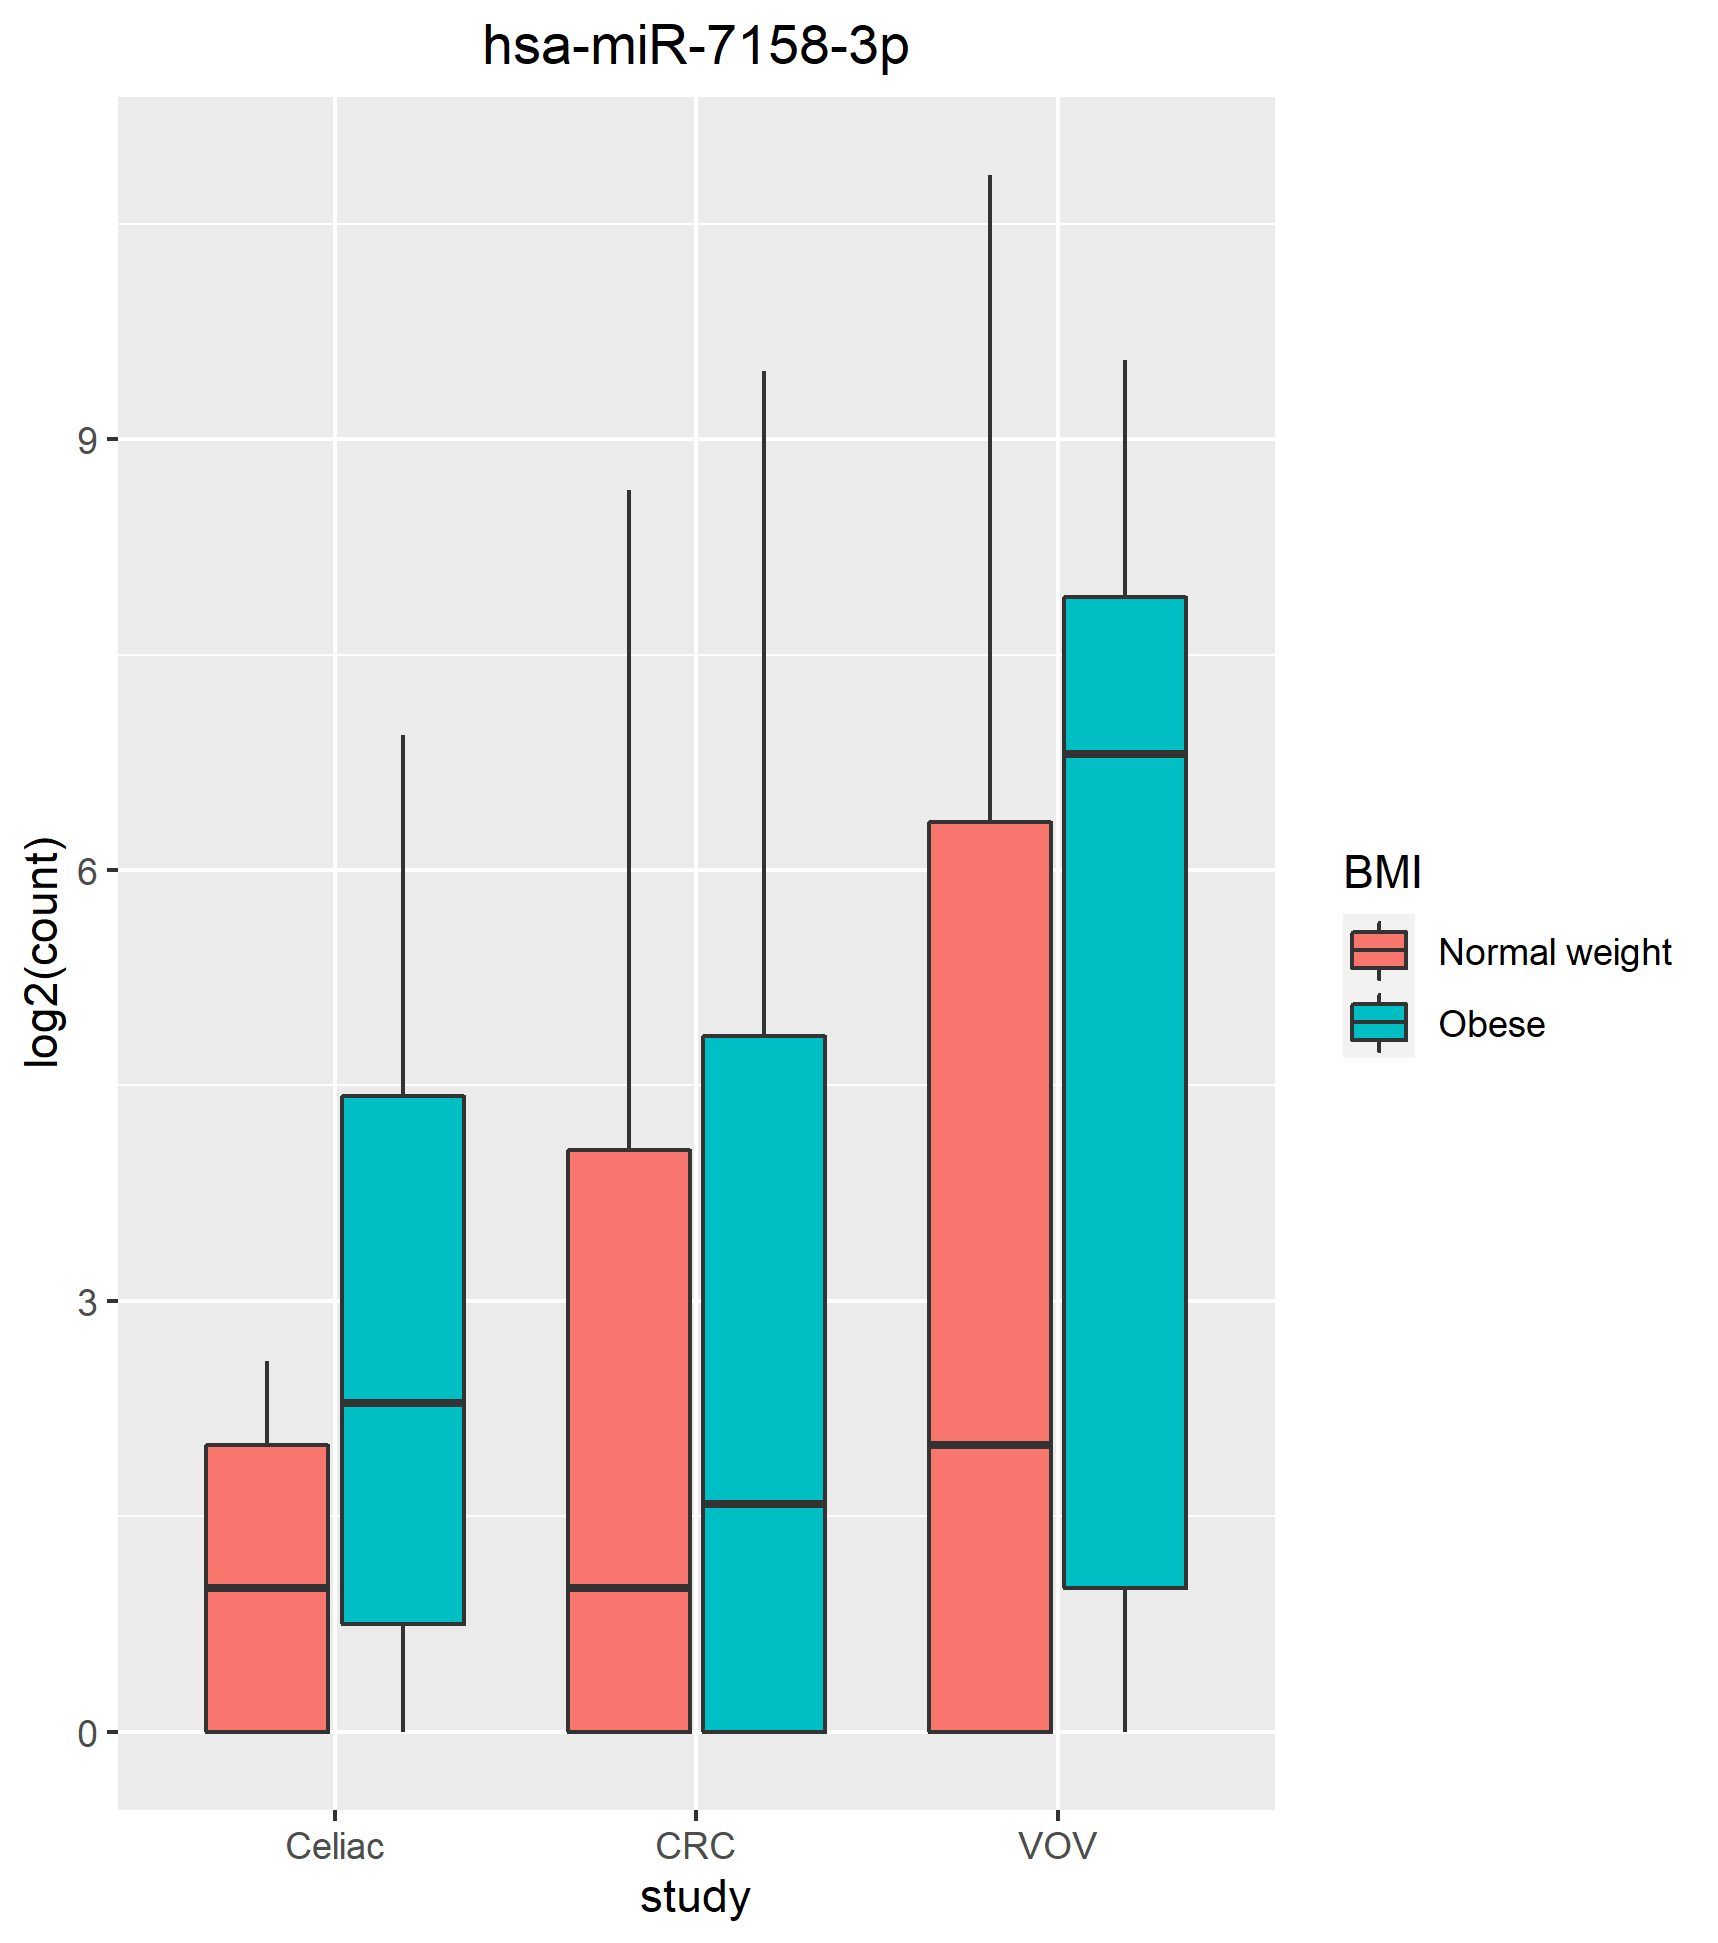 hsa-miR-7158-3p
log2(count)
9
6
3
0
Celiac
CRC
VOV
study
BMI
Normal weight
Obese